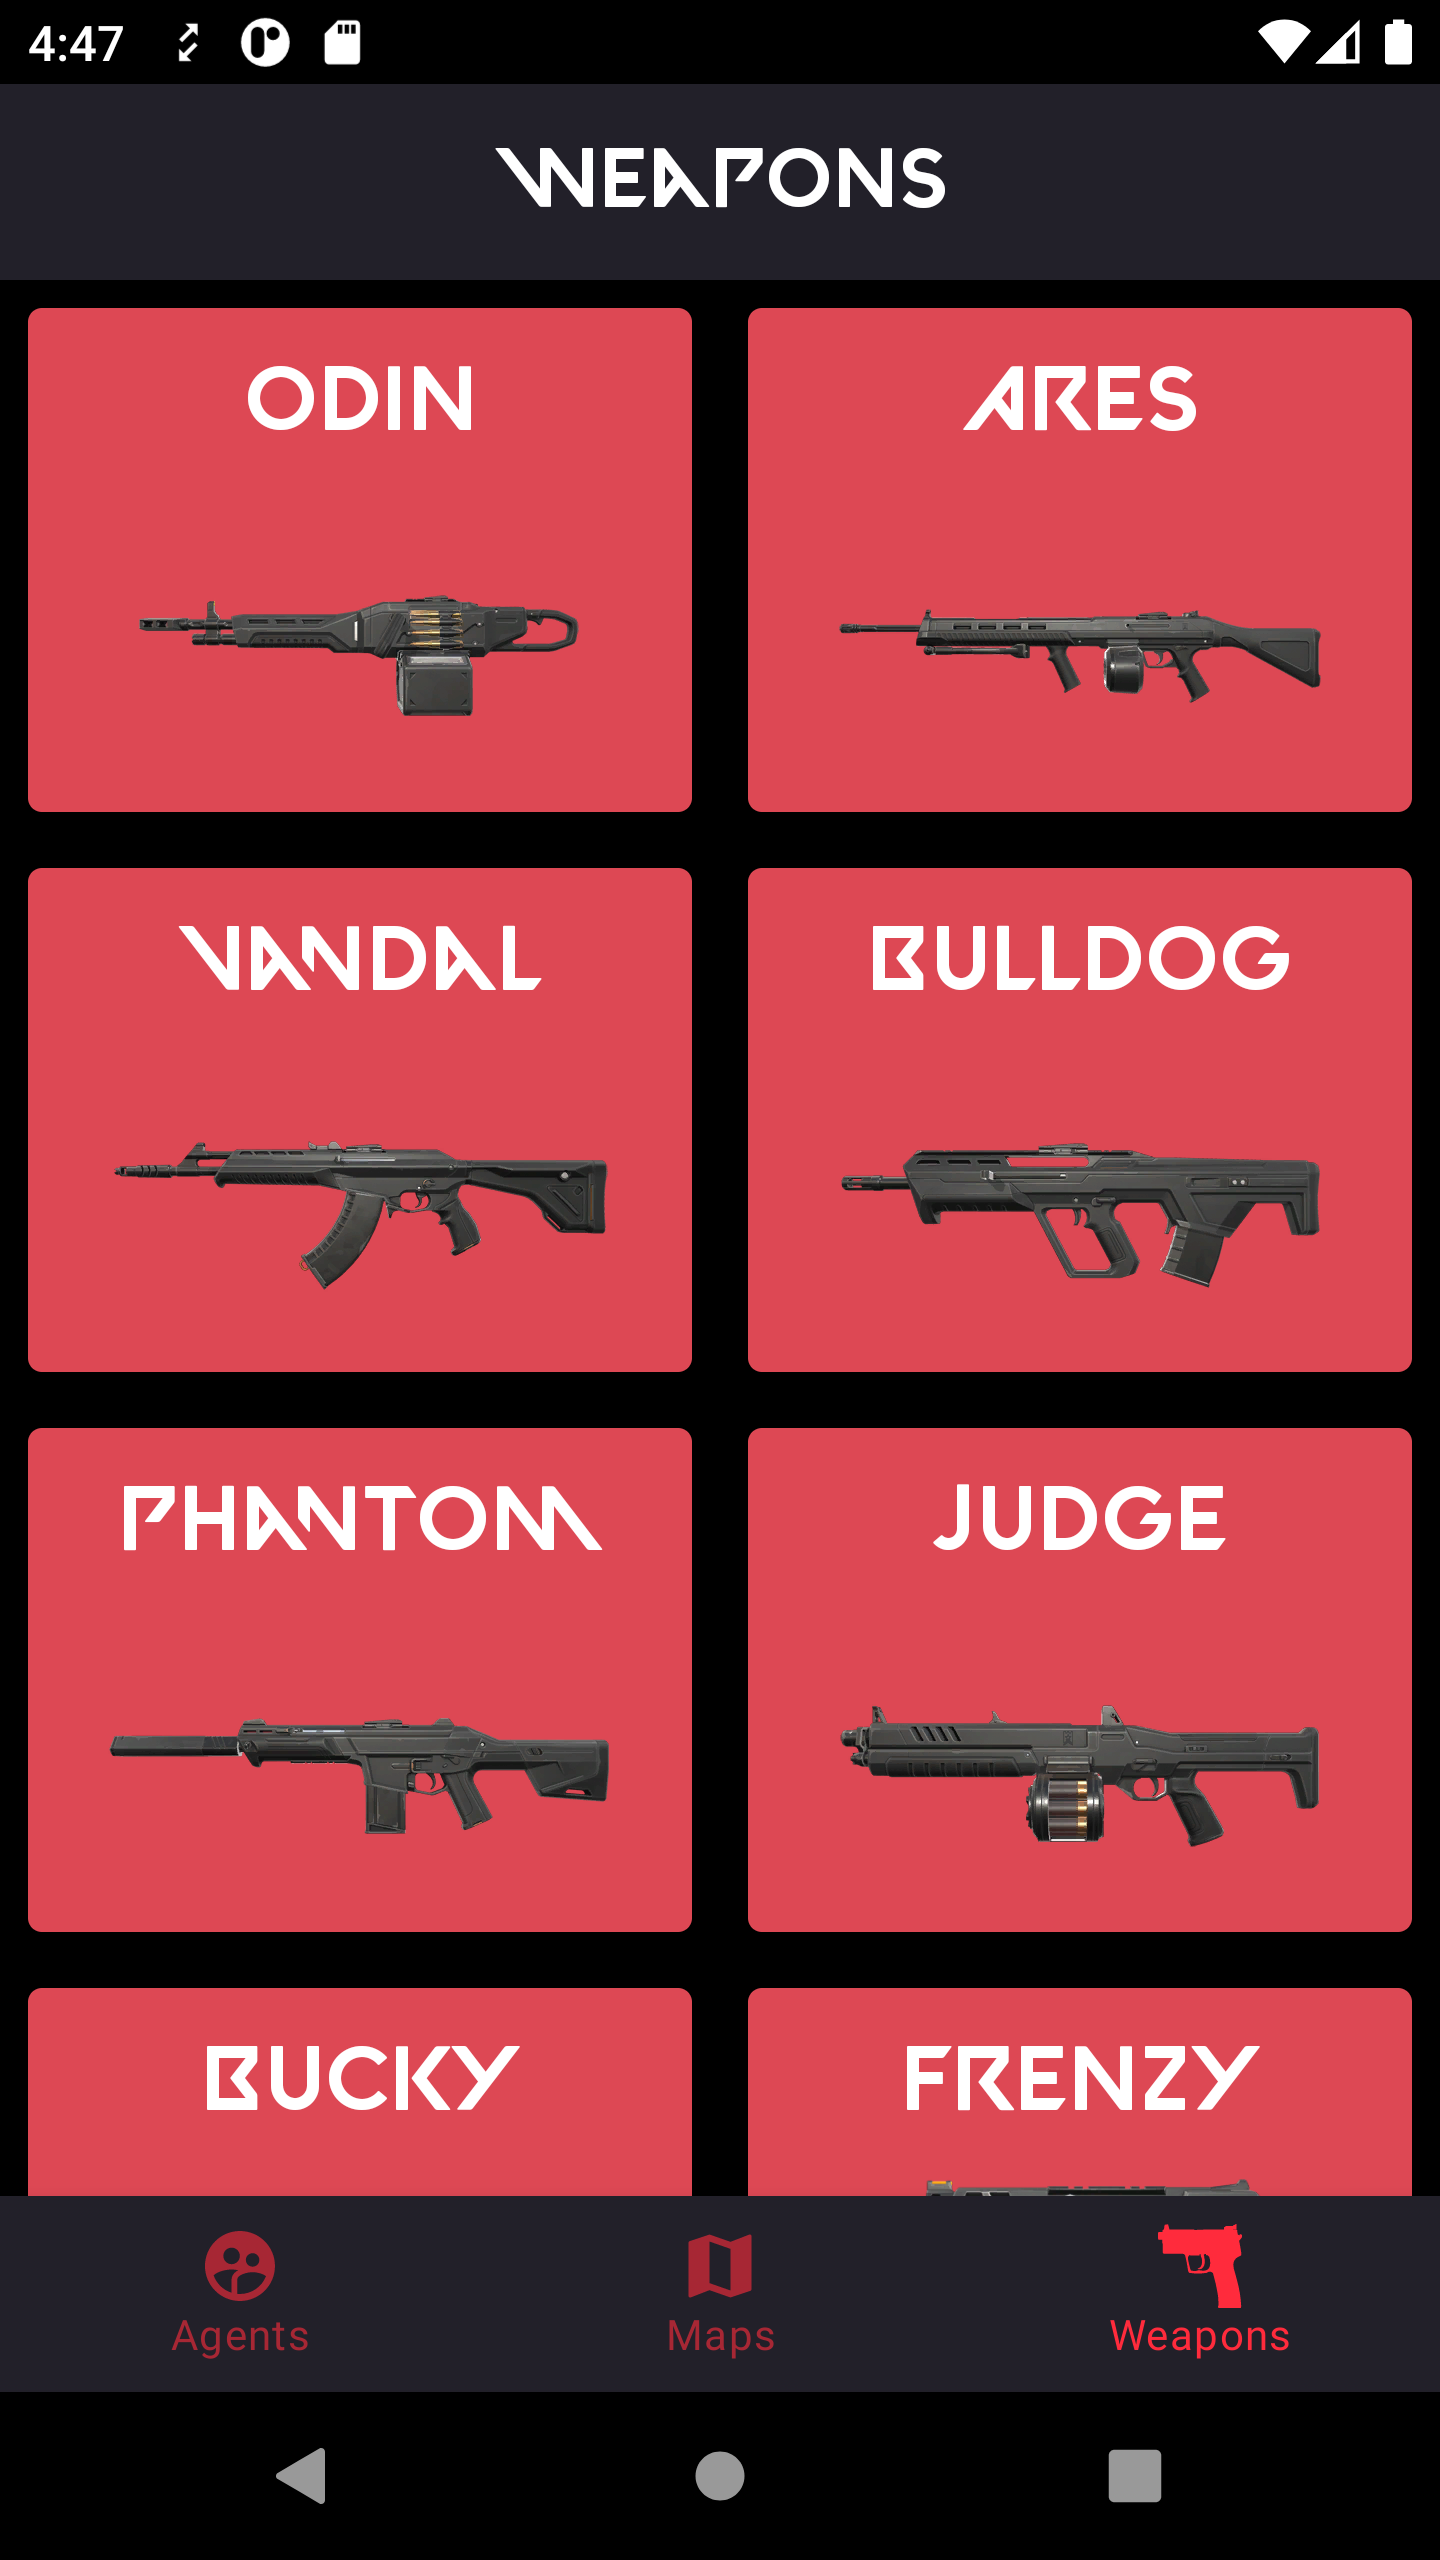 4:47
WEAPONS
ODIN
ARES
VANDAL
BULLDOG
PHANTOM
JUDGE
BUCKY
FRENZY
Agents
Maps
Weapons